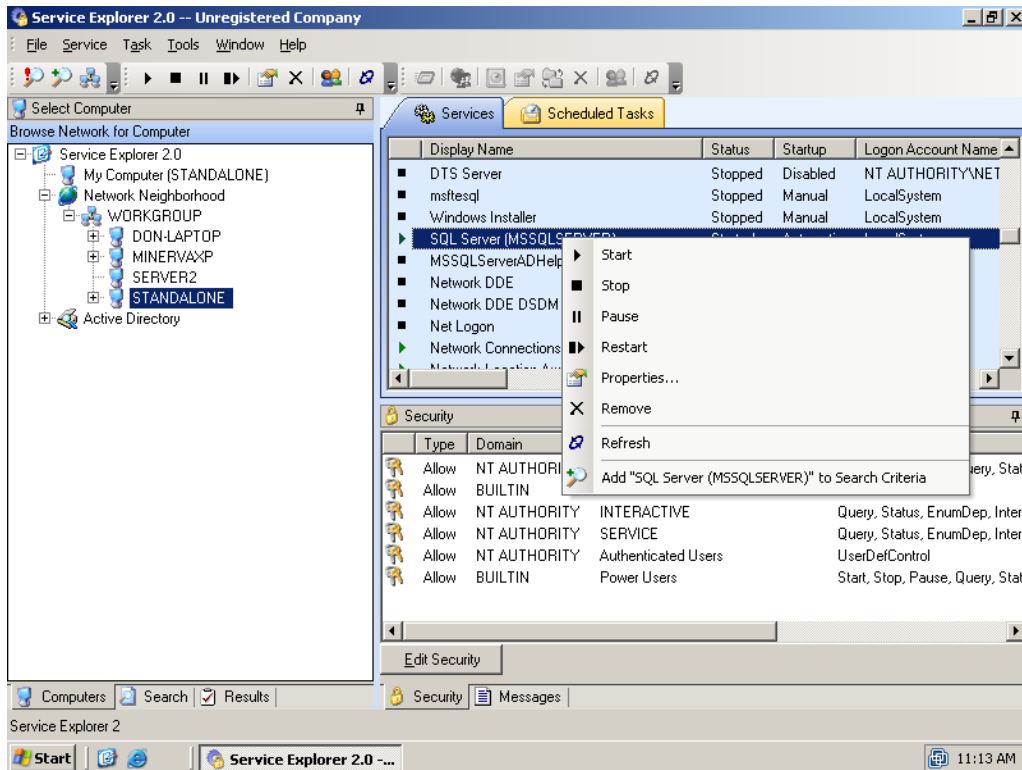 Service Explorer 2.0 -- Unregistered Company
File Service Task Tools Window Help
Select Computer
Browse Network for Computer
Service Explorer 2.0
My Computer (STANDALONE)
Network Neighborhood
WORKGROUP
DON-LAPTOP
MINERVAXP
SERVER2
STANDALONE
Active Directory
Computers Search Results
Services Scheduled Tasks
Display Name Status Startup Logon Account Name
DTS Server Stopped Disabled NT AUTHORITY\NET
msftesql Stopped Manual LocalSystem
Windows Installer Stopped Manual LocalSystem
SQL Server (MSSQLSERVER)
MSSQLServerADHelp
Network DDE
Network DDE DSDM
Net Logon
Network Connections
Start
Stop
Pause
Restart
Properties...
Remove
Refresh
Add "SQL Server (MSSQLSERVER)" to Search Criteria
Security
Type Domain
Allow NT AUTHORI
Allow BUILTIN
Allow NT AUTHORITY INTERACTIVE Query, Status, EnumDep, Inter
Allow NT AUTHORITY SERVICE Query, Status, EnumDep, Inter
Allow NT AUTHORITY Authenticated Users UserDefControl
Allow BUILTIN Power Users Start, Stop, Pause, Query, Stat
Edit Security
Security Messages
Service Explorer 2
Start Service Explorer 2.0 -... 11:13 AM